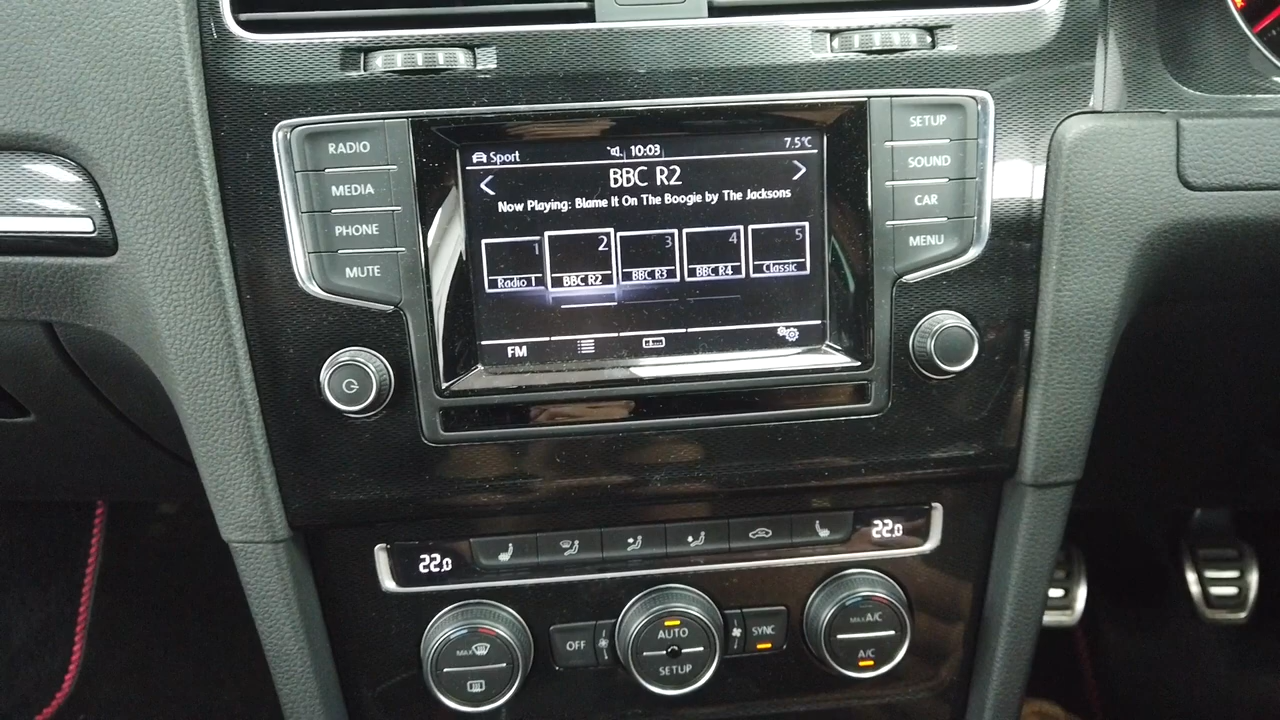 RADIO
MEDIA
PHONE
MUTE
Sport 10:03 7.5°C
BBC R2
Now Playing: Blame It On The Boogie by The Jacksons
1 2 3 4 5
Radio 1 BBC R2 BBC R3 BBC R4 Classic
FM
SETUP
SOUND
CAR
MENU
22.0 22.0
MAX
OFF
AUTO
SETUP
SYNC
MAX A/C
A/C